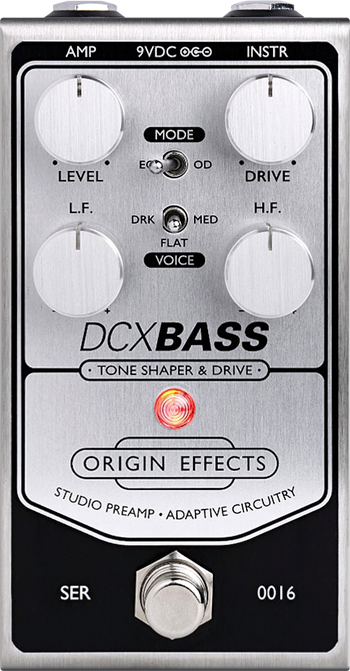 AMP 9VDC INSTR
MODE
EQ OD
LEVEL DRIVE
L.F. H.F.
DRK MED
FLAT
- + - +
VOICE
DCXBASS
• TONE SHAPER & DRIVE •
ORIGIN EFFECTS
STUDIO PREAMP • ADAPTIVE CIRCUITRY
SER 0016